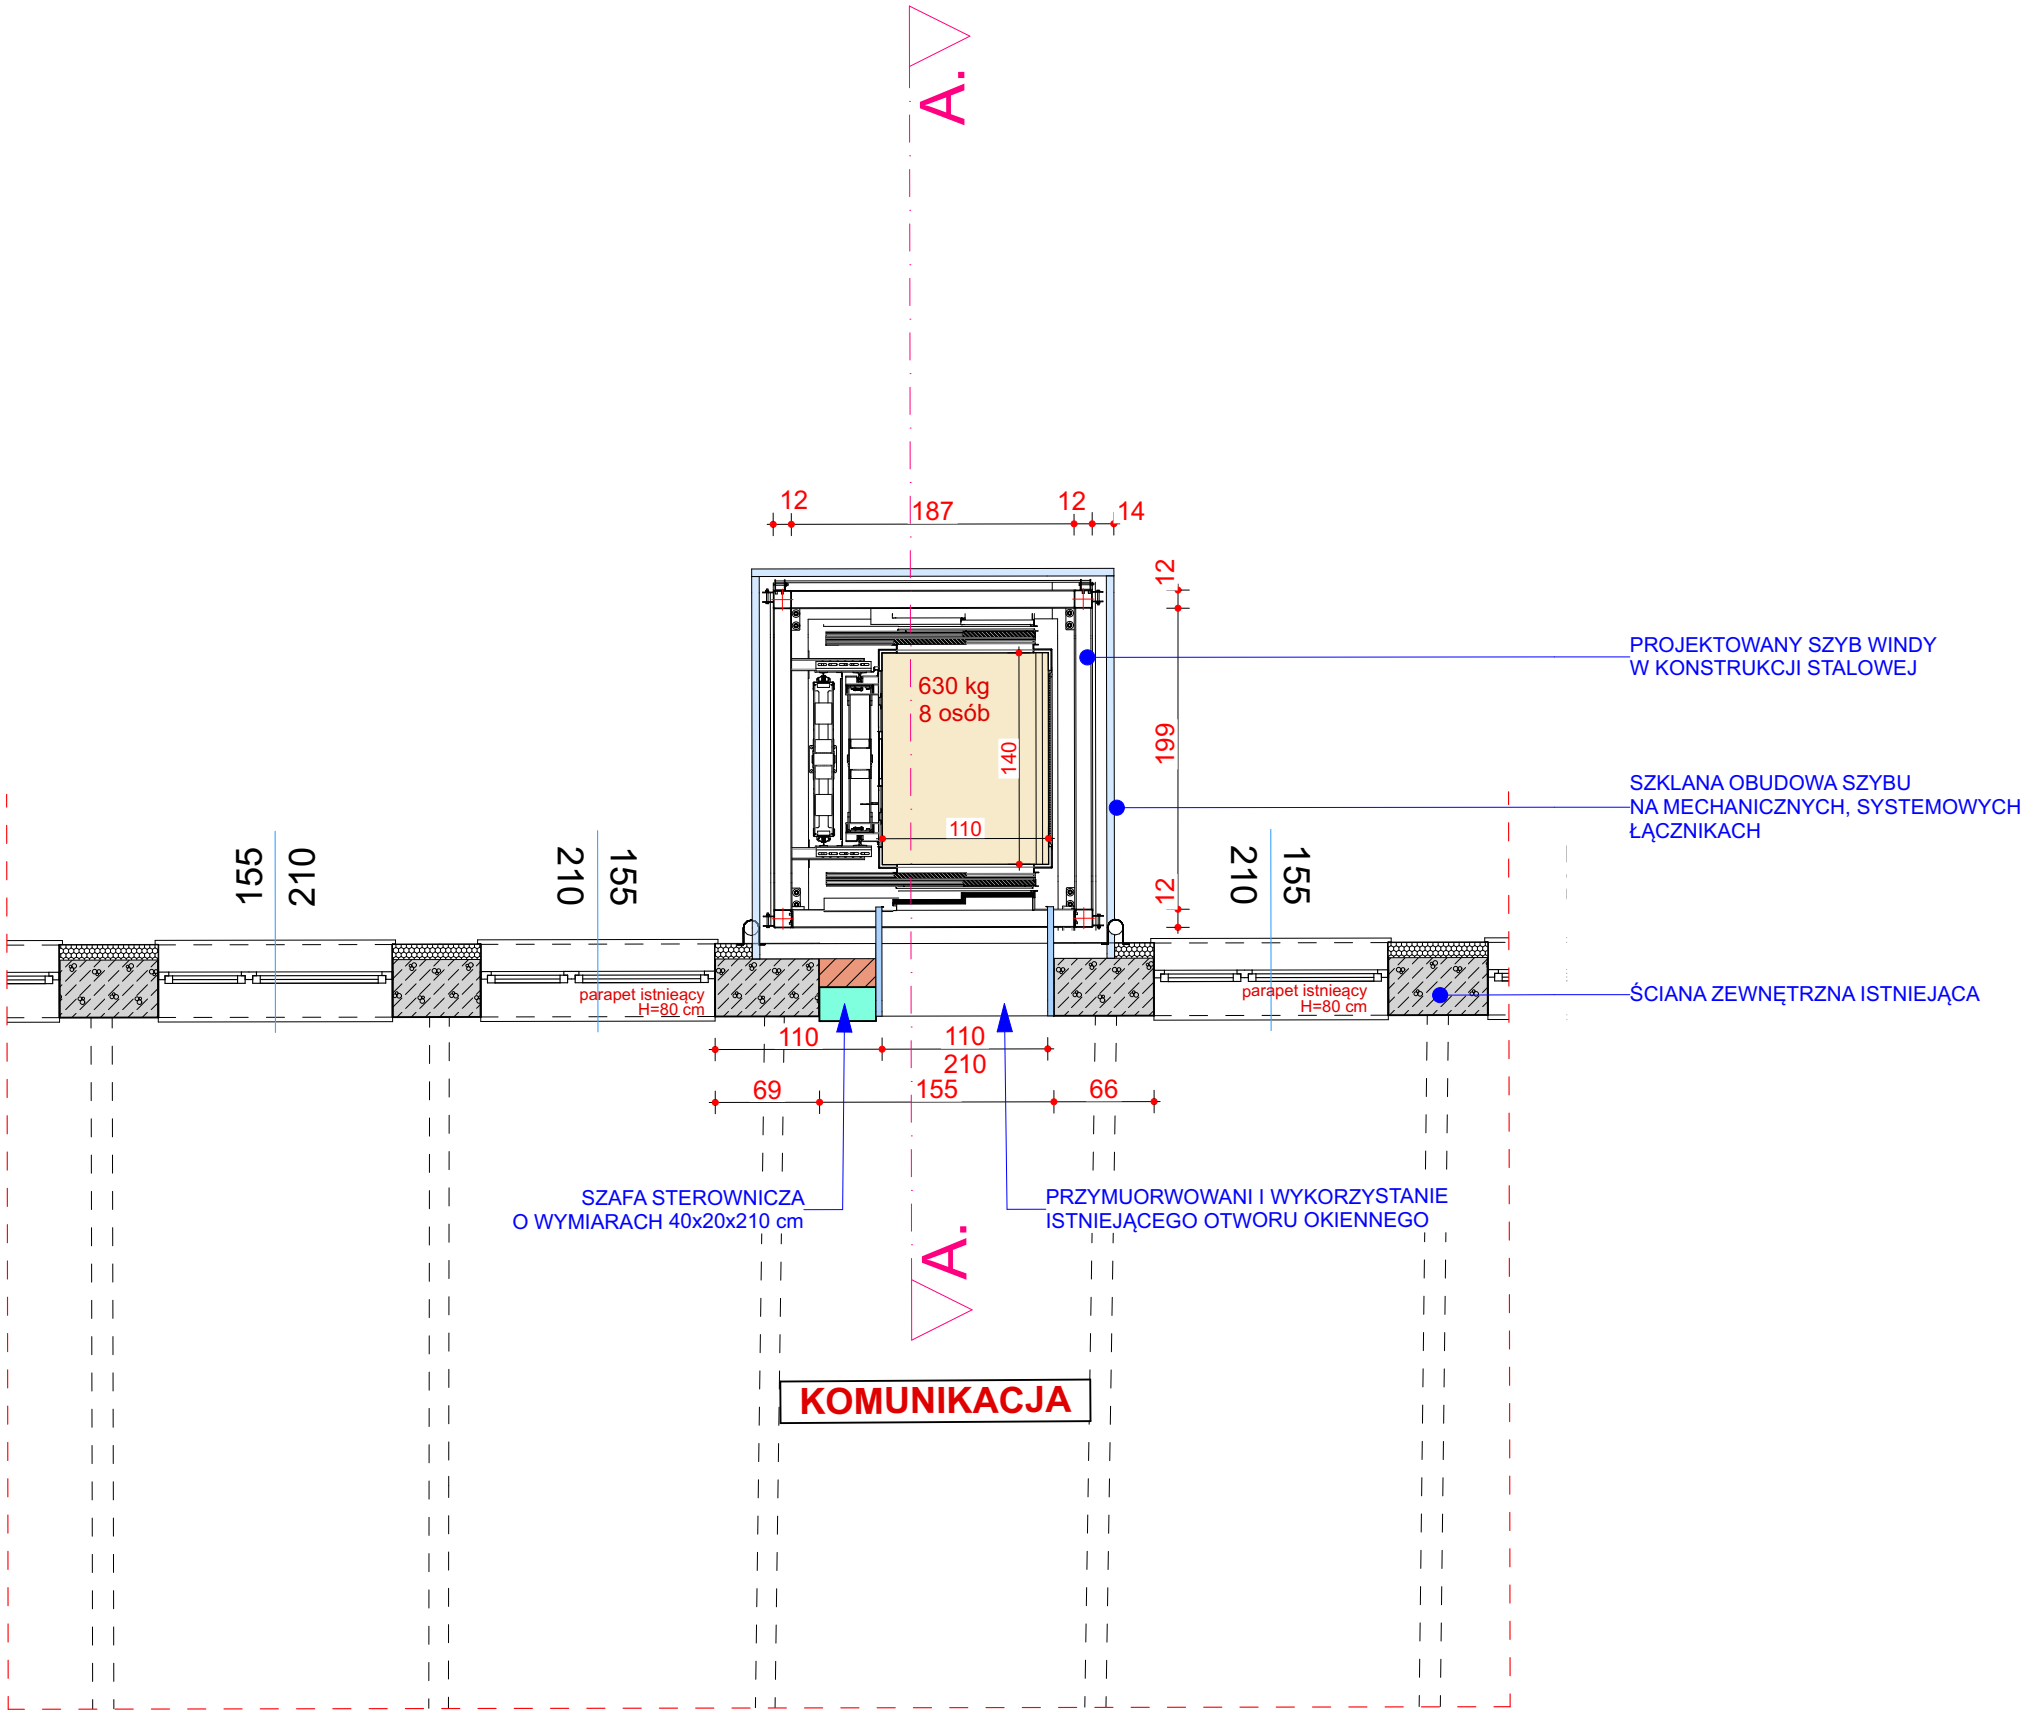 A.
12
187
12
14
12
199
12
630 kg
8 osób
140
110
PROJEKTOWANY SZYB WINDY
W KONSTRUKCJI STALOWEJ
SZKLANA OBUDOWA SZYBU
NA MECHANICZNYCH, SYSTEMOWYCH
ŁĄCZNIKACH
155
210
155
210
155
210
parapet istnieący
H=80 cm
parapet istnieący
H=80 cm
ŚCIANA ZEWNĘTRZNA ISTNIEJĄCA
110
110
210
69
155
66
SZAFA STEROWNICZA
O WYMIARACH 40x20x210 cm
PRZYMUORWOWANI I WYKORZYSTANIE
ISTNIEJĄCEGO OTWORU OKIENNEGO
A.
KOMUNIKACJA